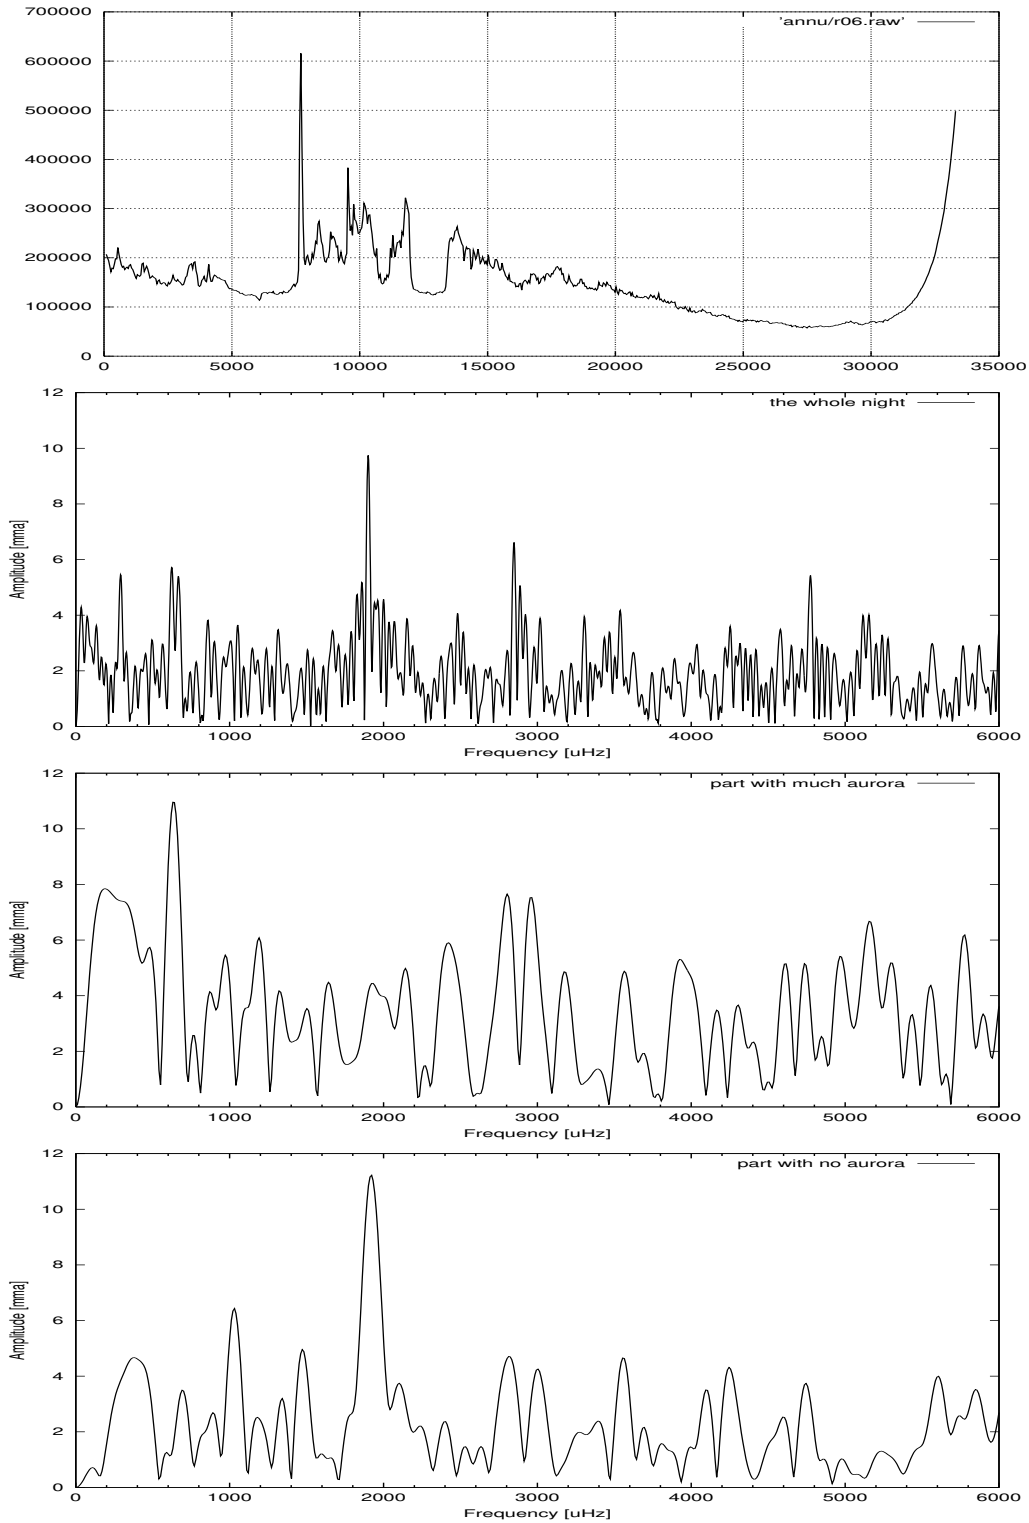 700000
'annu/r06.raw'
600000
500000
400000
300000
200000
100000
0
0 5000 10000 15000 20000 25000 30000 35000
12
the whole night
10
8
Amplitude [mma]
6
4
2
0
0 1000 2000 3000 4000 5000 6000
Frequency [uHz]
12
part with much aurora
10
8
Amplitude [mma]
6
4
2
0
0 1000 2000 3000 4000 5000 6000
Frequency [uHz]
12
part with no aurora
10
8
Amplitude [mma]
6
4
2
0
0 1000 2000 3000 4000 5000 6000
Frequency [uHz]